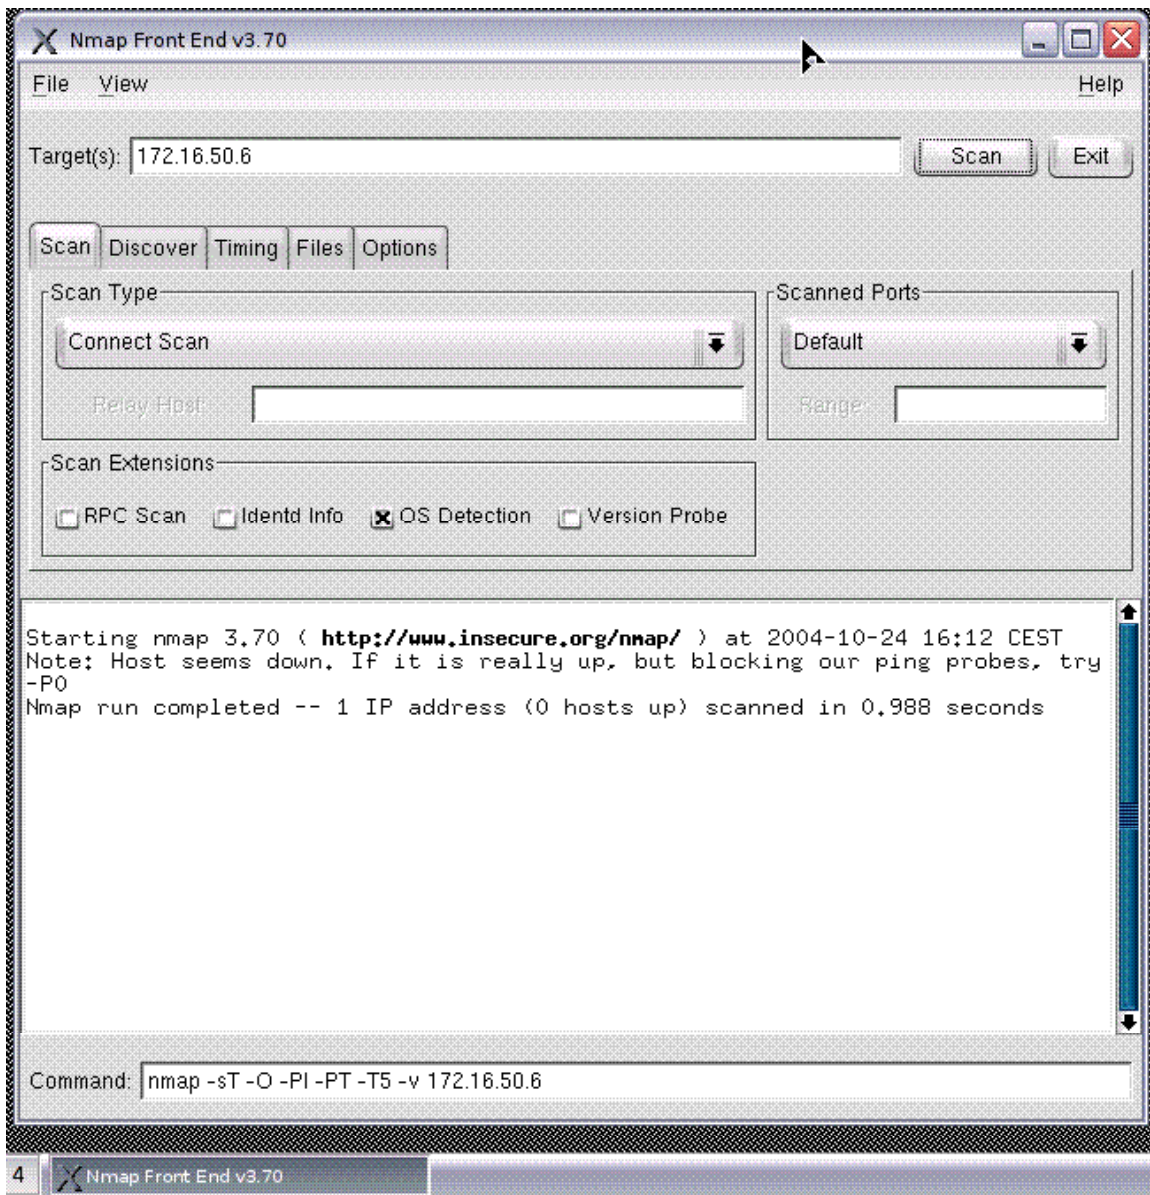 Nmap Front End v3.70
File View Help
Target(s): 172.16.50.6 Scan Exit
Scan Discover Timing Files Options
Scan Type Scanned Ports
Connect Scan Default
Relay Host: Range:
Scan Extensions
RPC Scan Identd Info OS Detection Version Probe
Starting nmap 3.70 ( http://www.insecure.org/nmap/ ) at 2004-10-24 16:12 CEST
Note: Host seems down. If it is really up, but blocking our ping probes, try
-P0
Nmap run completed -- 1 IP address (0 hosts up) scanned in 0.988 seconds
Command: nmap -sT -O -PI -PT -T5 -v 172.16.50.6
4 Nmap Front End v3.70